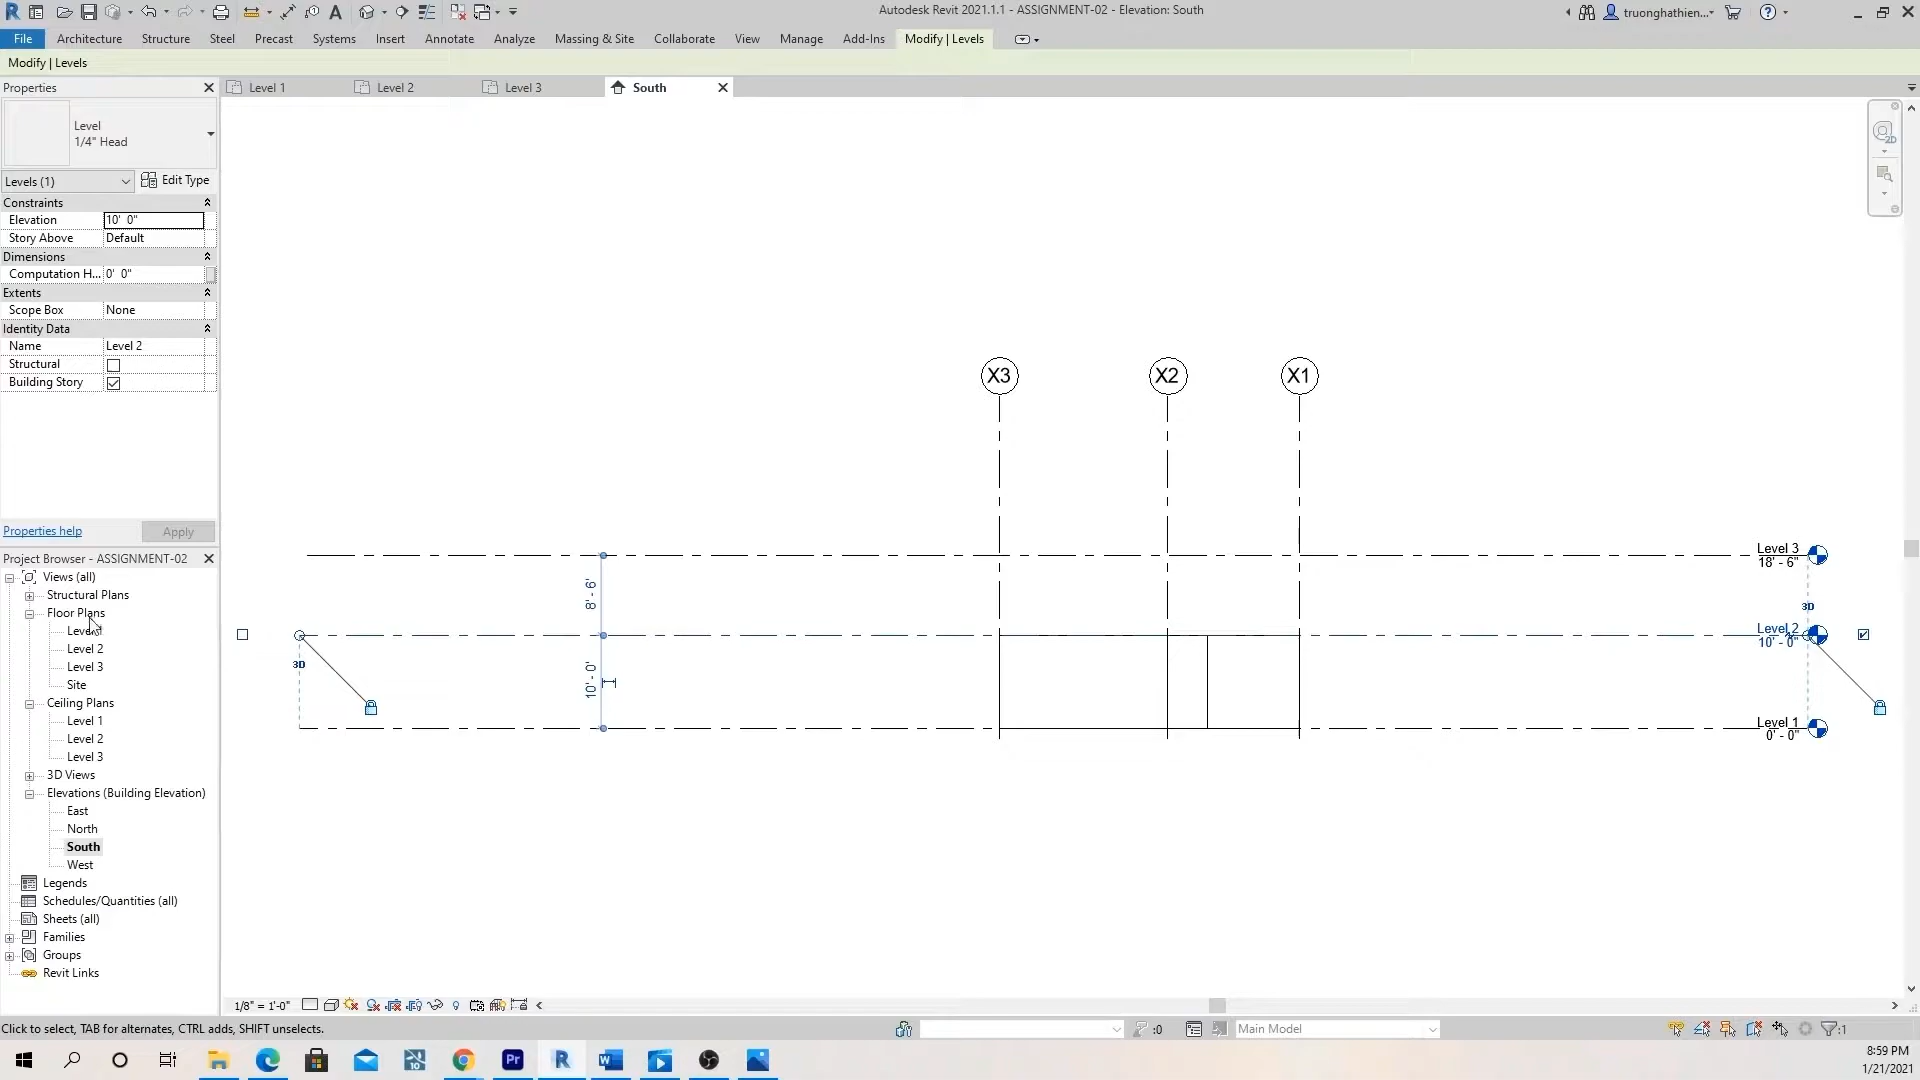 Autodesk Revit 2021.1.1 - ASSIGNMENT-02 - Elevation: South
truonghathien...
File Architecture Structure Steel Precast Systems Insert Annotate Analyze Massing & Site Collaborate View Manage Add-Ins Modify | Levels
Modify | Levels
Properties
Level 1
Level 2
Level 3
South
Level
1/4" Head
Levels (1)
Edit Type
Constraints
Elevation 10' 0"
Story Above Default
Dimensions
Computation H... 0' 0"
Extents
Scope Box None
Identity Data
Name Level 2
Structural
Building Story
Properties help
Apply
Project Browser - ASSIGNMENT-02
Views (all)
Structural Plans
Floor Plans
Level 1
Level 2
Level 3
Site
Ceiling Plans
Level 1
Level 2
Level 3
3D Views
Elevations (Building Elevation)
East
North
South
West
Legends
Schedules/Quantities (all)
Sheets (all)
Families
Groups
Revit Links
X3 X2 X1
8' - 6"
10' - 0"
3D
Level 3
18' - 6"
3D
Level 2
10' - 0"
Level 1
0' - 0"
2D
1/8" = 1'-0"
Click to select, TAB for alternates, CTRL adds, SHIFT unselects.
:0
Main Model
:1
8:59 PM
1/21/2021